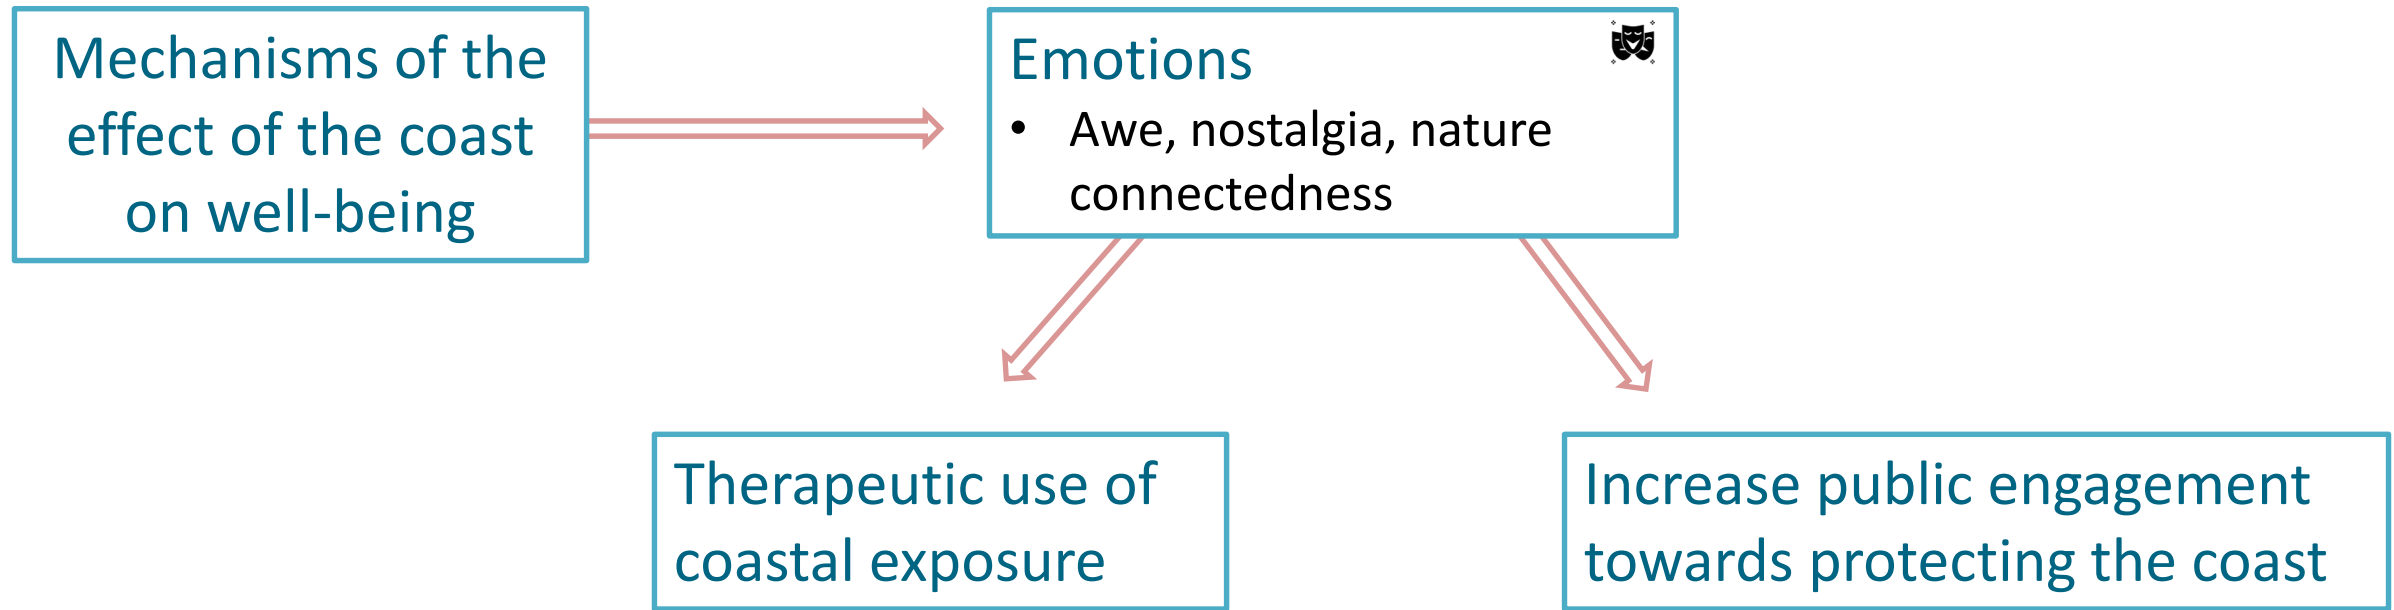 Mechanisms of the
effect of the coast
on well-being
Emotions
• Awe, nostalgia, nature
connectedness
Therapeutic use of
coastal exposure
Increase public engagement
towards protecting the coast